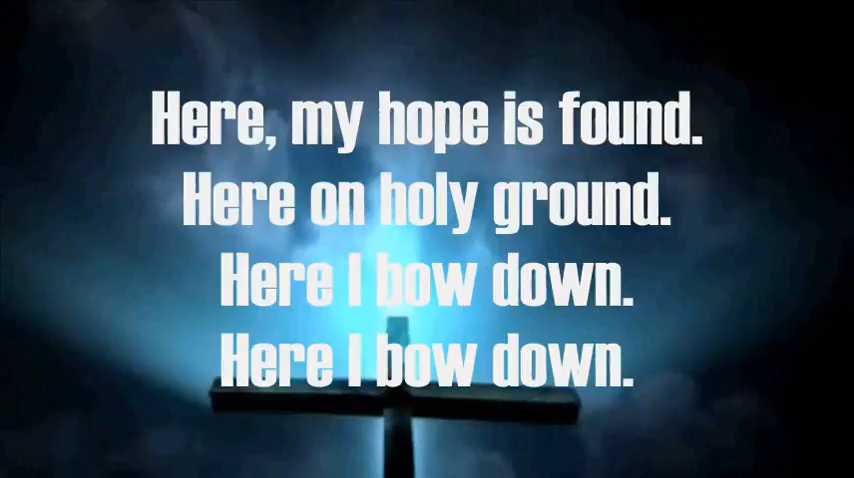 Here, my hope is found.
Here on holy ground.
Here I bow down.
Here I bow down.